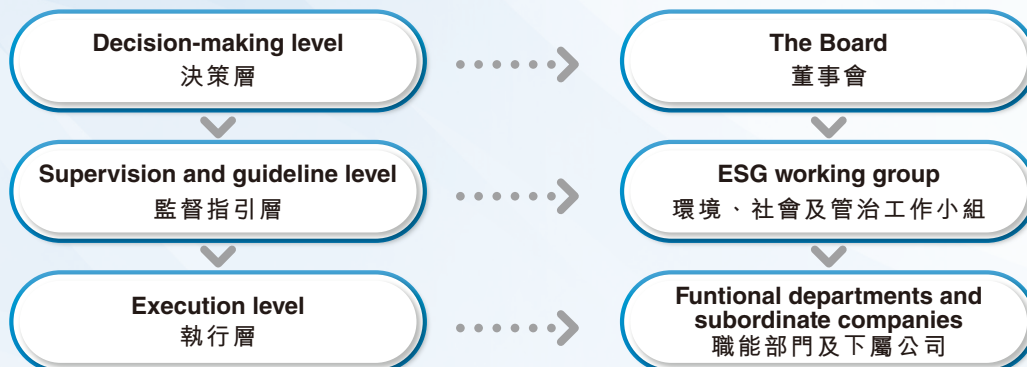 Decision-making level
決策層
The Board
董事會
Supervision and guideline level
監督指引層
ESG working group
環境、社會及管治工作小組
Execution level
執行層
Funtional departments and
subordinate companies
職能部門及下屬公司